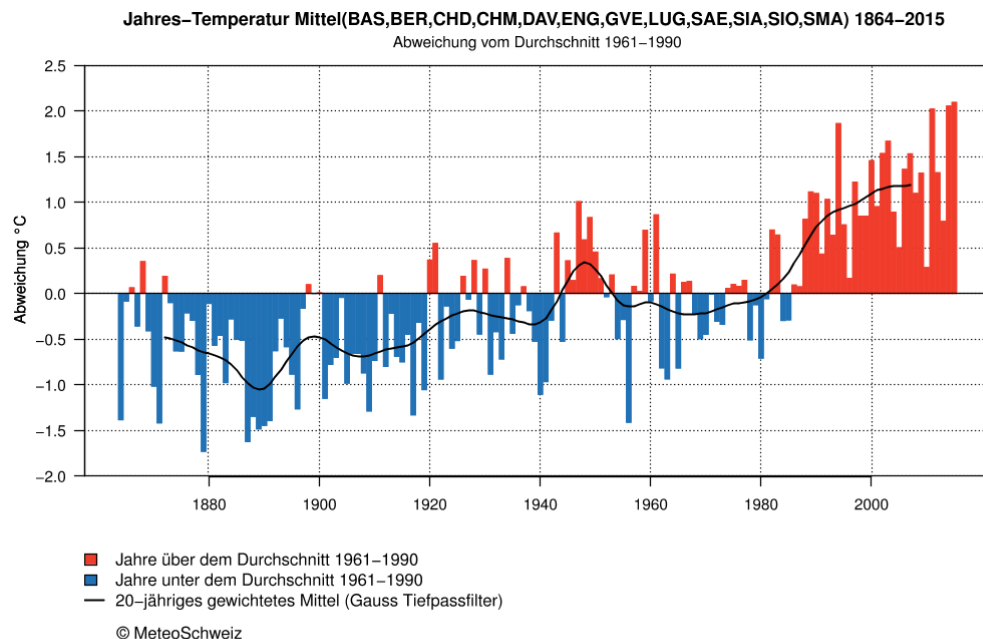 Jahres−Temperatur Mittel(BAS,BER,CHD,CHM,DAV,ENG,GVE,LUG,SAE,SIA,SIO,SMA) 1864−2015
Abweichung vom Durchschnitt 1961−1990
Abweichung °C
2.5
2.0
1.5
1.0
0.5
0.0
−0.5
−1.0
−1.5
−2.0
1880 1900 1920 1940 1960 1980 2000
Jahre über dem Durchschnitt 1961−1990
Jahre unter dem Durchschnitt 1961−1990
20−jähriges gewichtetes Mittel (Gauss Tiefpassfilter)
© MeteoSchweiz